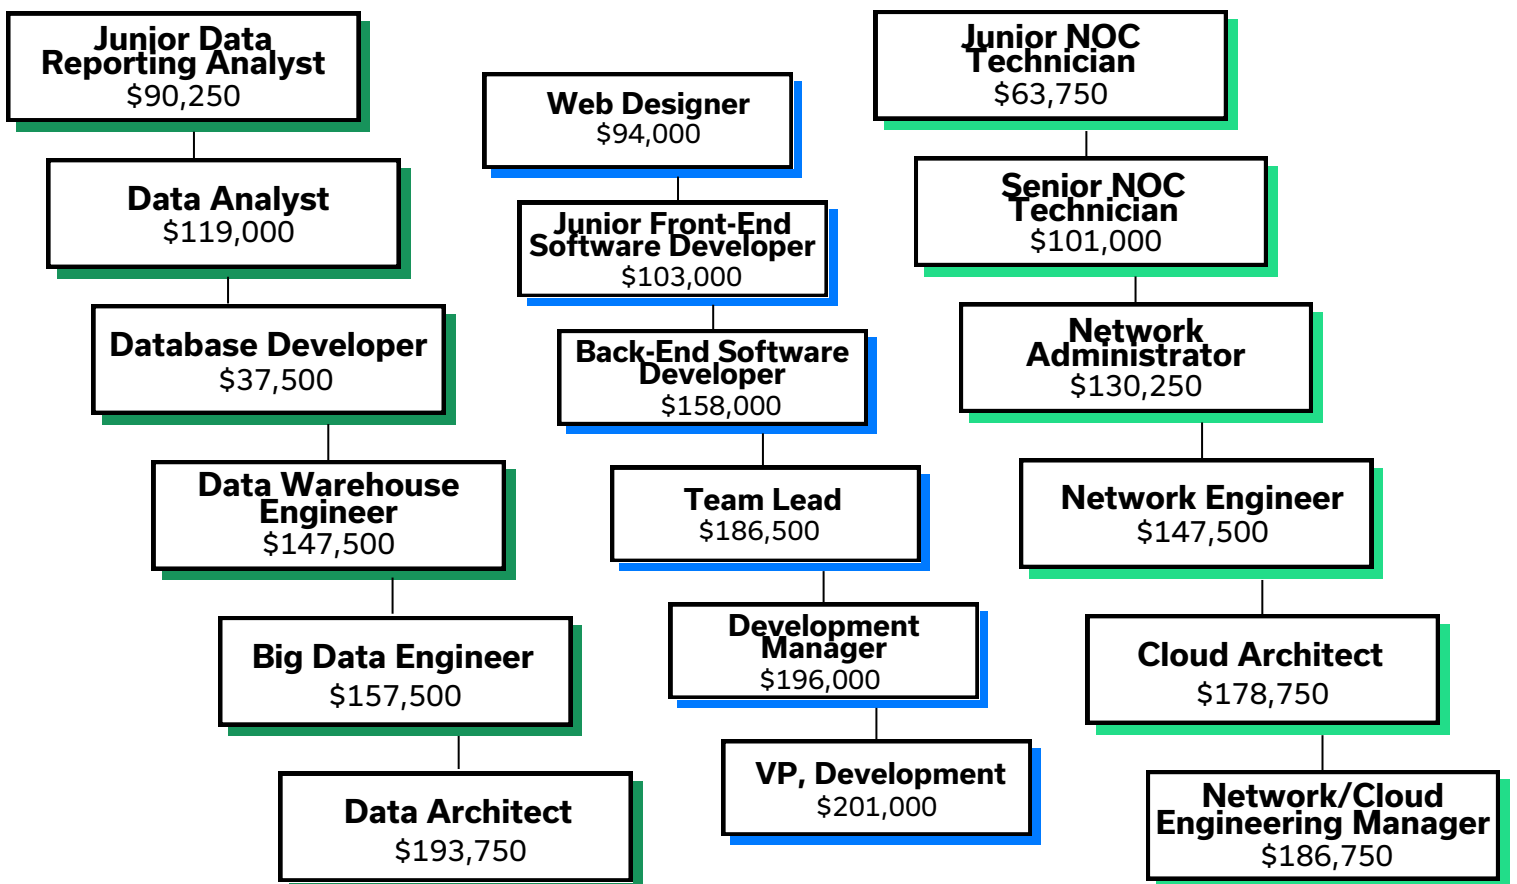 Junior Data
Reporting Analyst
$90,250
Data Analyst
$119,000
Database Developer
$37,500
Data Warehouse
Engineer
$147,500
Big Data Engineer
$157,500
Data Architect
$193,750
Web Designer
$94,000
Junior Front-End
Software Developer
$103,000
Back-End Software
Developer
$158,000
Team Lead
$186,500
Development
Manager
$196,000
VP, Development
$201,000
Junior NOC
Technician
$63,750
Senior NOC
Technician
$101,000
Network
Administrator
$130,250
Network Engineer
$147,500
Cloud Architect
$178,750
Network/Cloud
Engineering Manager
$186,750